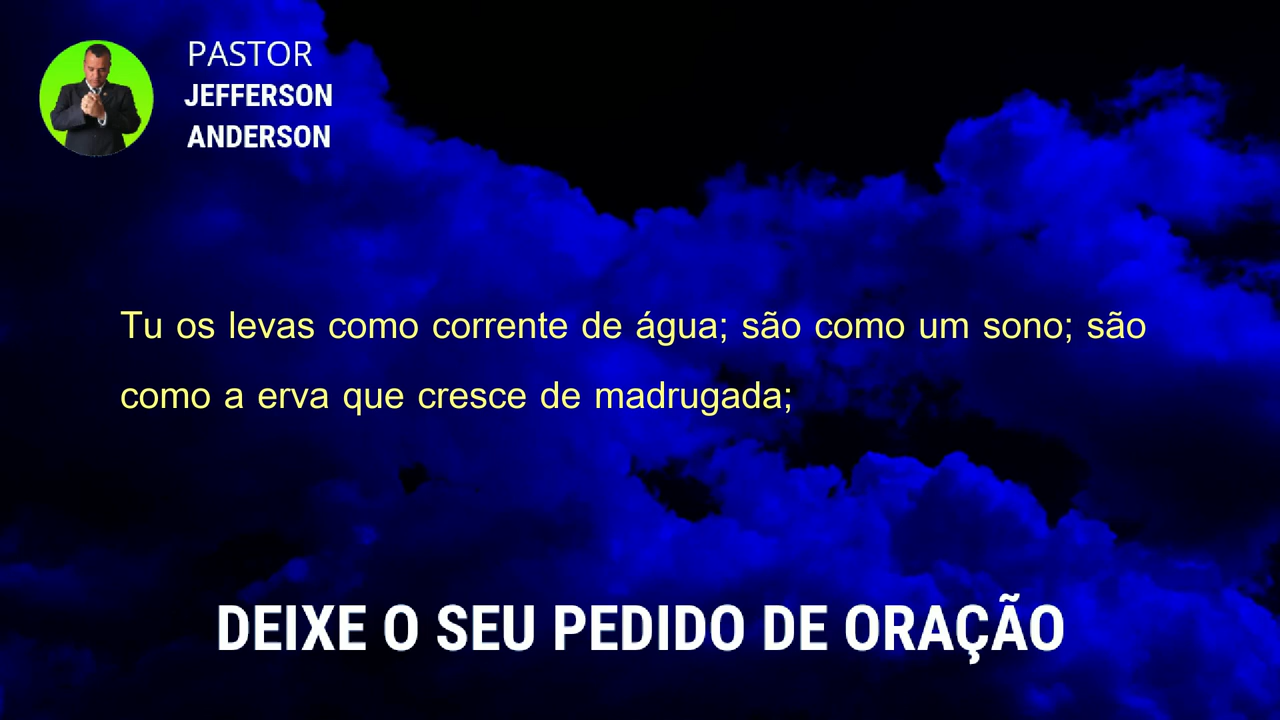 PASTOR
JEFFERSON
ANDERSON
Tu os levas como corrente de água; são como um sono; são
como a erva que cresce de madrugada;
DEIXE O SEU PEDIDO DE ORAÇÃO